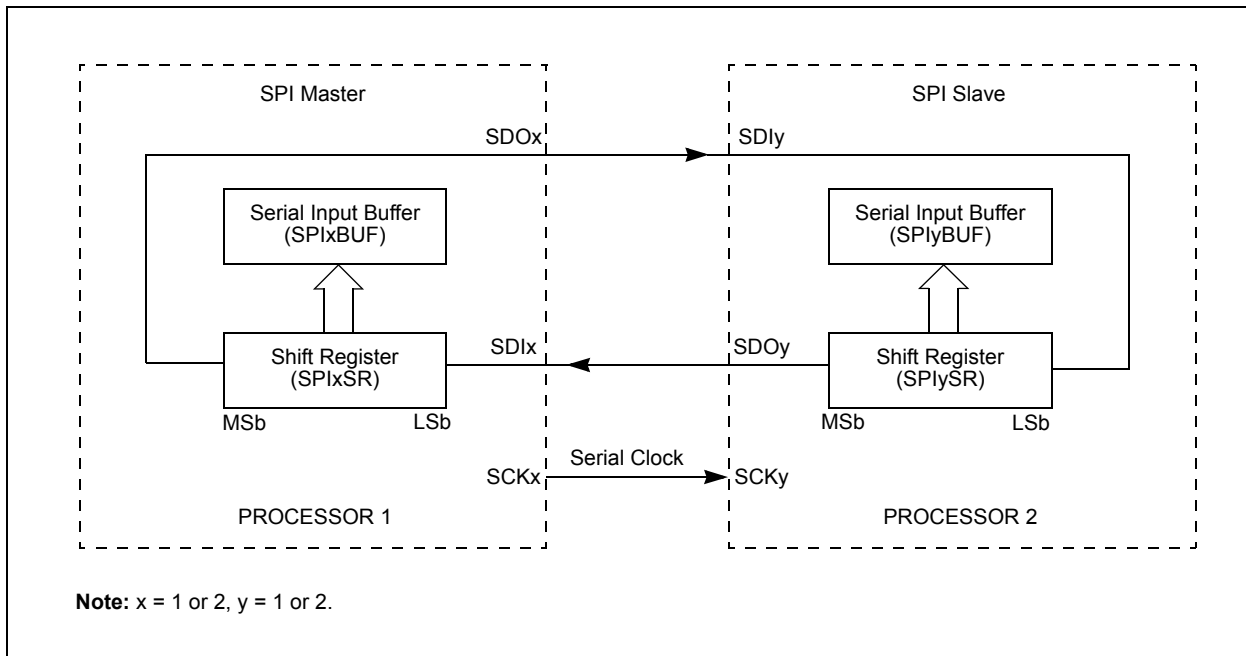 SPI Master
SPI Slave
SDOx
SDIy
Serial Input Buffer
(SPIxBUF)
Serial Input Buffer
(SPIyBUF)
SDIx
SDOy
Shift Register
(SPIxSR)
Shift Register
(SPIySR)
MSb
LSb
MSb
LSb
Serial Clock
SCKx
SCKy
PROCESSOR 1
PROCESSOR 2
Note: x = 1 or 2, y = 1 or 2.